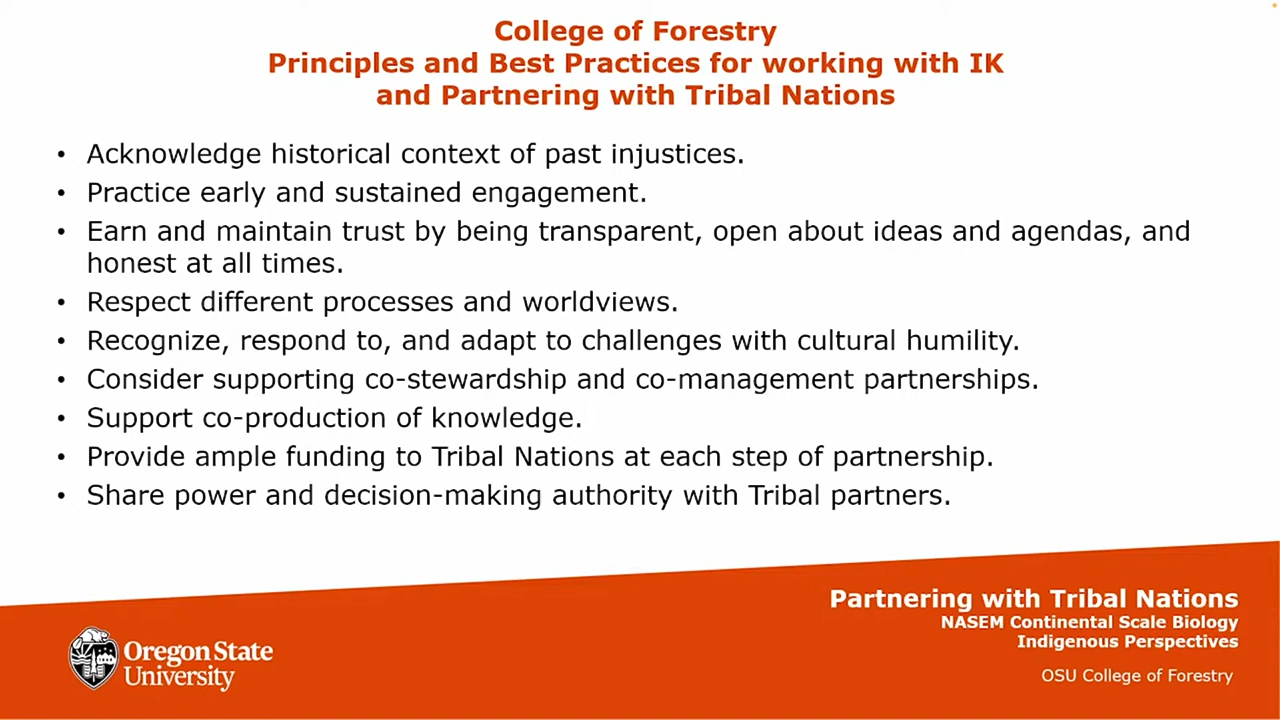 College of Forestry
Principles and Best Practices for working with IK
and Partnering with Tribal Nations
• Acknowledge historical context of past injustices.
• Practice early and sustained engagement.
• Earn and maintain trust by being transparent, open about ideas and agendas, and
honest at all times.
• Respect different processes and worldviews.
• Recognize, respond to, and adapt to challenges with cultural humility.
• Consider supporting co-stewardship and co-management partnerships.
• Support co-production of knowledge.
• Provide ample funding to Tribal Nations at each step of partnership.
• Share power and decision-making authority with Tribal partners.
Partnering with Tribal Nations
NASEM Continental Scale Biology
Indigenous Perspectives
OSU College of Forestry
Oregon State
University